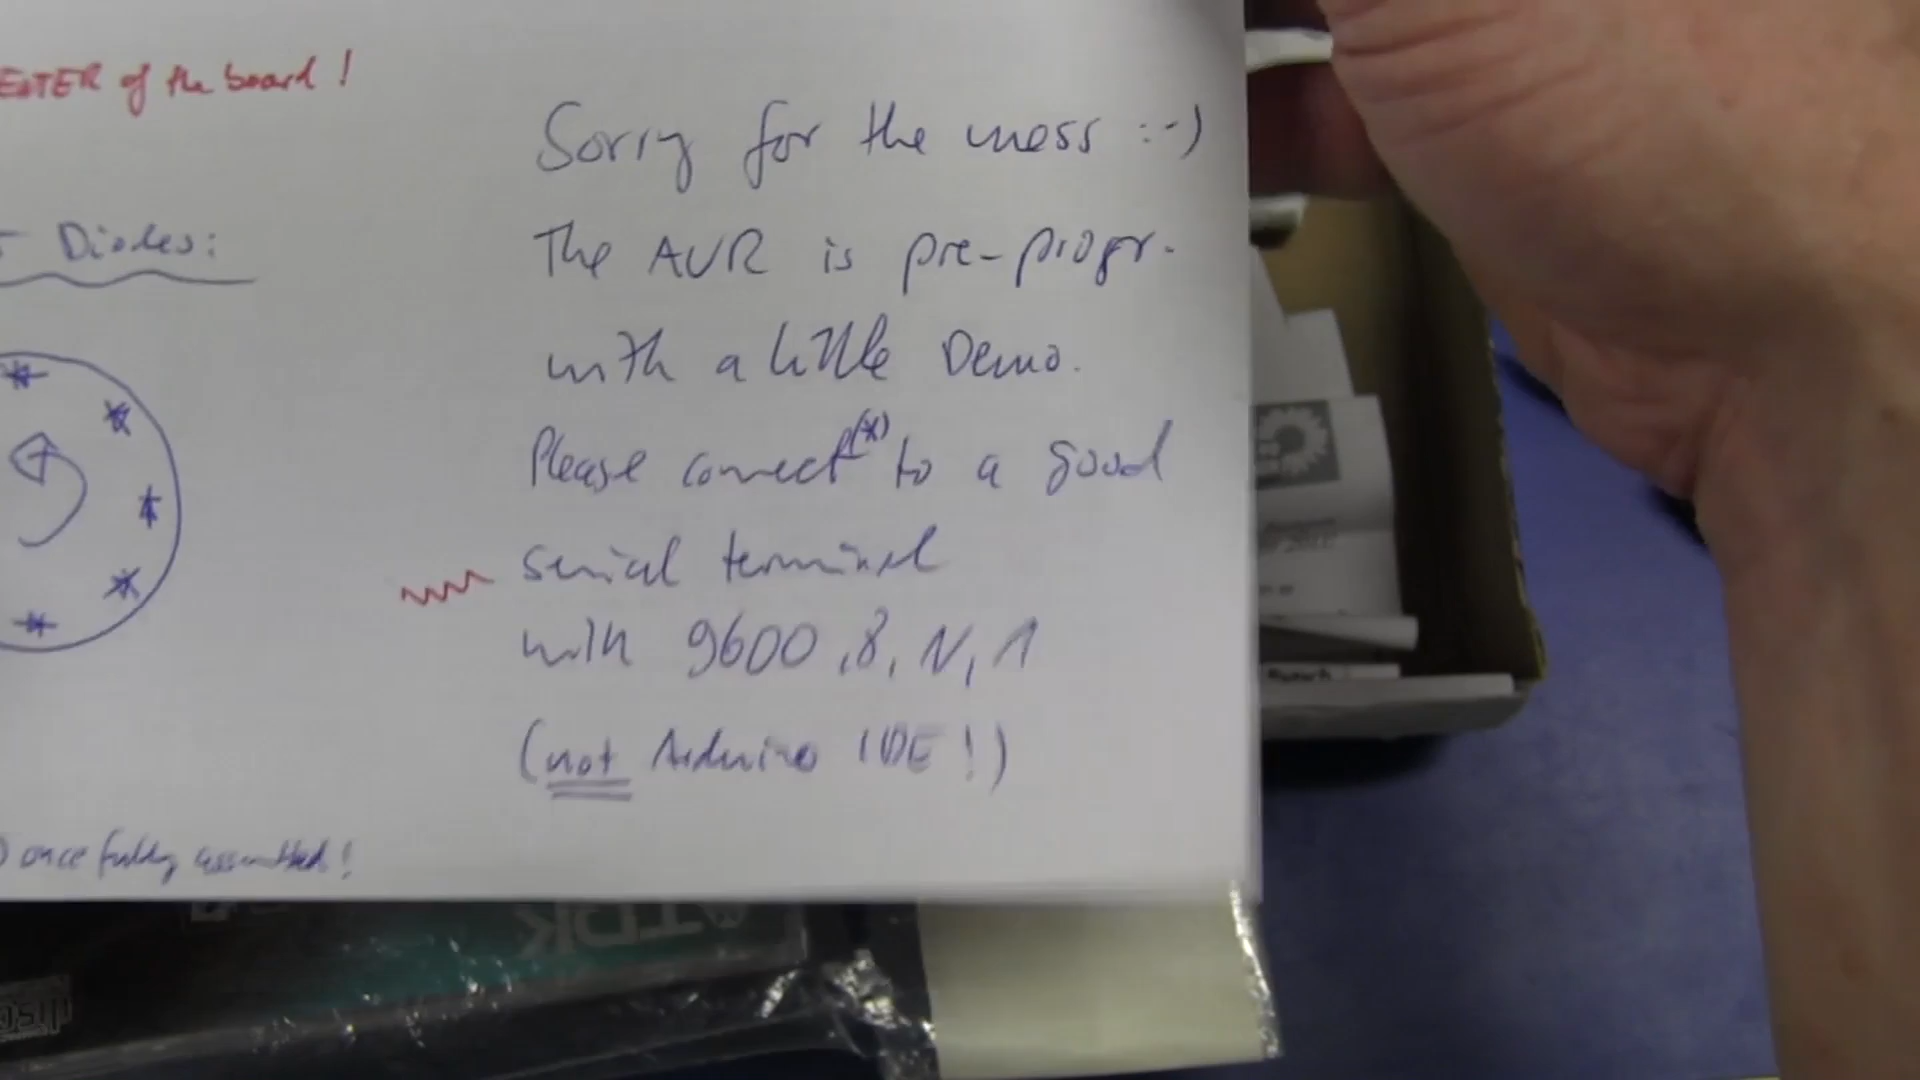 of the board!
Diodes:
once fully assembled!
Sorry for the mess :-)
The AVR is pre-progr.
with a little Demo.
Please connect(*) to a good
serial terminal
with 9600,8,N,1
(not Arduino IDE!)
TDK